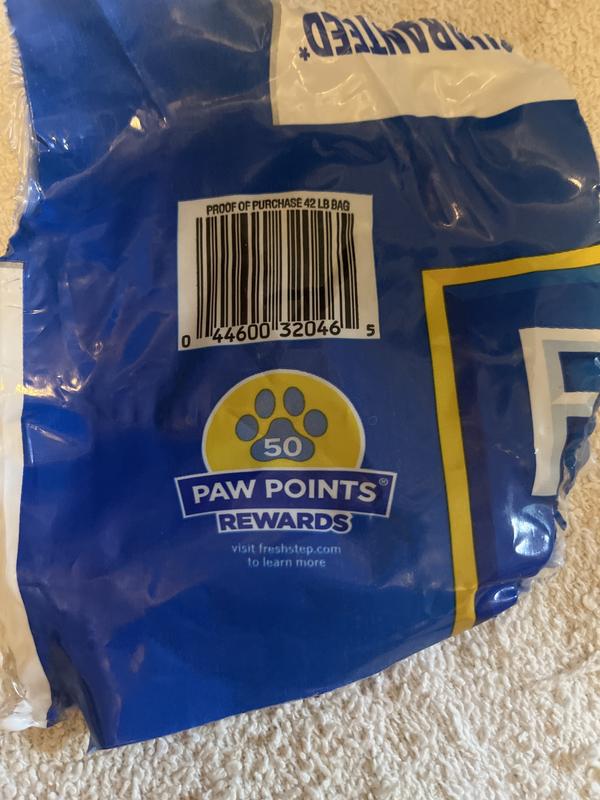 GUARANTEED*
PROOF OF PURCHASE 42 LB BAG
0 44600 32046 5
50
PAW POINTS®
REWARDS
visit freshstep.com
to learn more
F